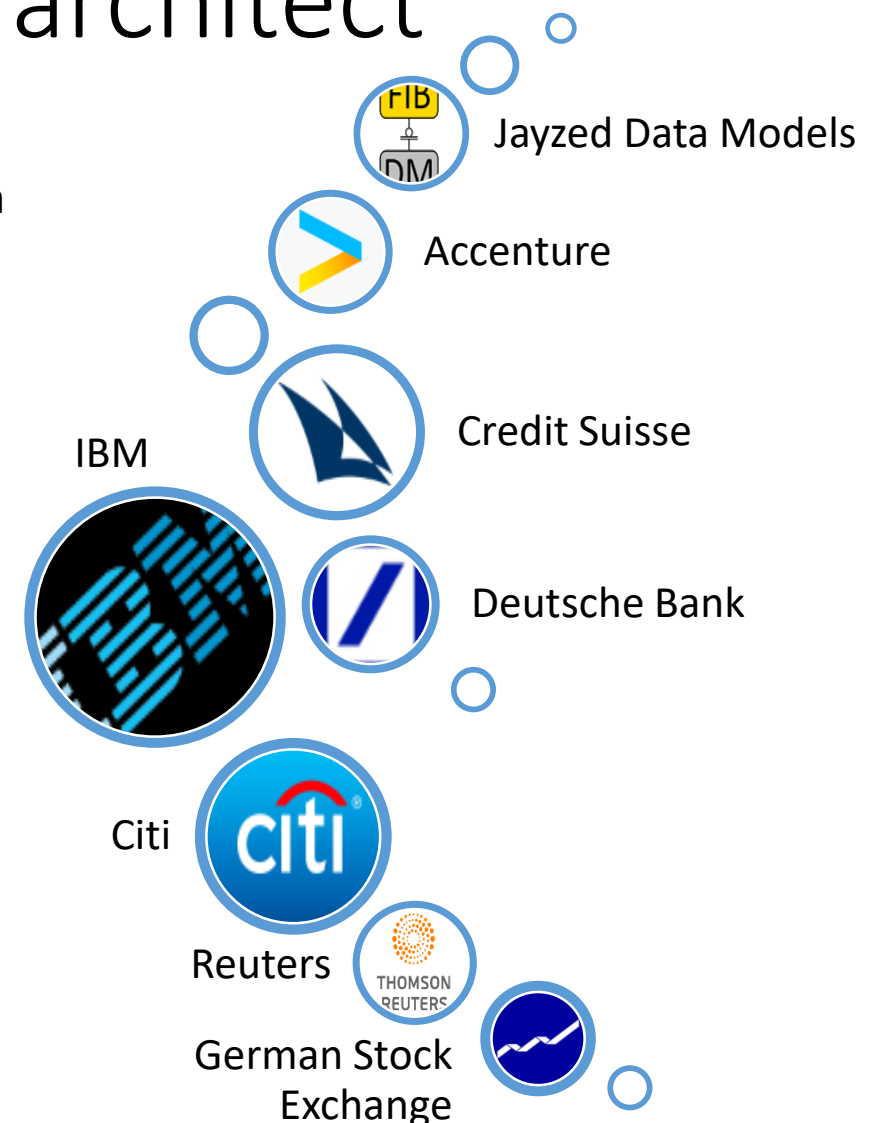 architect
FIB
DM
Jayzed Data Models
Accenture
Credit Suisse
IBM
IBM
Deutsche Bank
Citi
citi®
Reuters
THOMSON
REUTERS
German Stock
Exchange